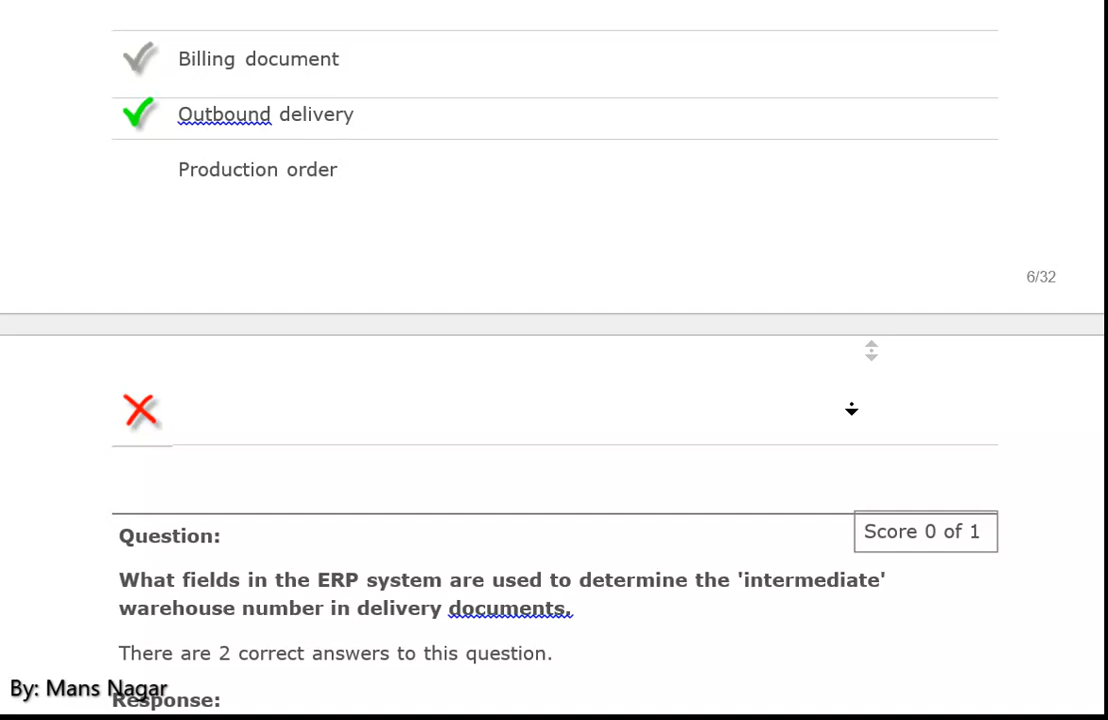 Billing document
Outbound delivery
Production order
6/32
Question:
Score 0 of 1
What fields in the ERP system are used to determine the 'intermediate'
warehouse number in delivery documents.
There are 2 correct answers to this question.
By: Mans Nagar
Response: